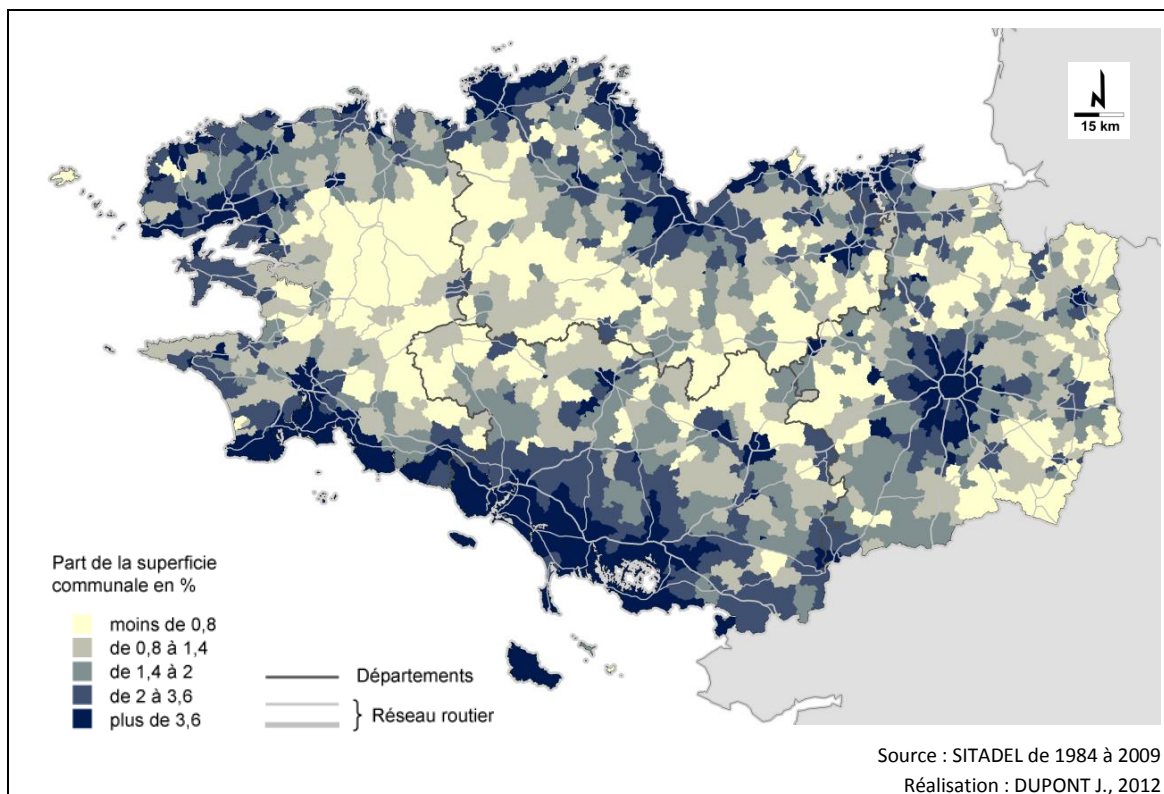 N
15 km
Part de la superficie
communale en %
moins de 0,8
de 0,8 à 1,4
de 1,4 à 2
de 2 à 3,6
plus de 3,6
Départements
Réseau routier
Source : SITADEL de 1984 à 2009
Réalisation : DUPONT J., 2012